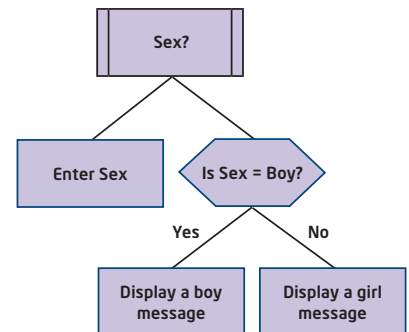 Sex?
Enter Sex
Is Sex = Boy?
Yes
No
Display a boy
message
Display a girl
message